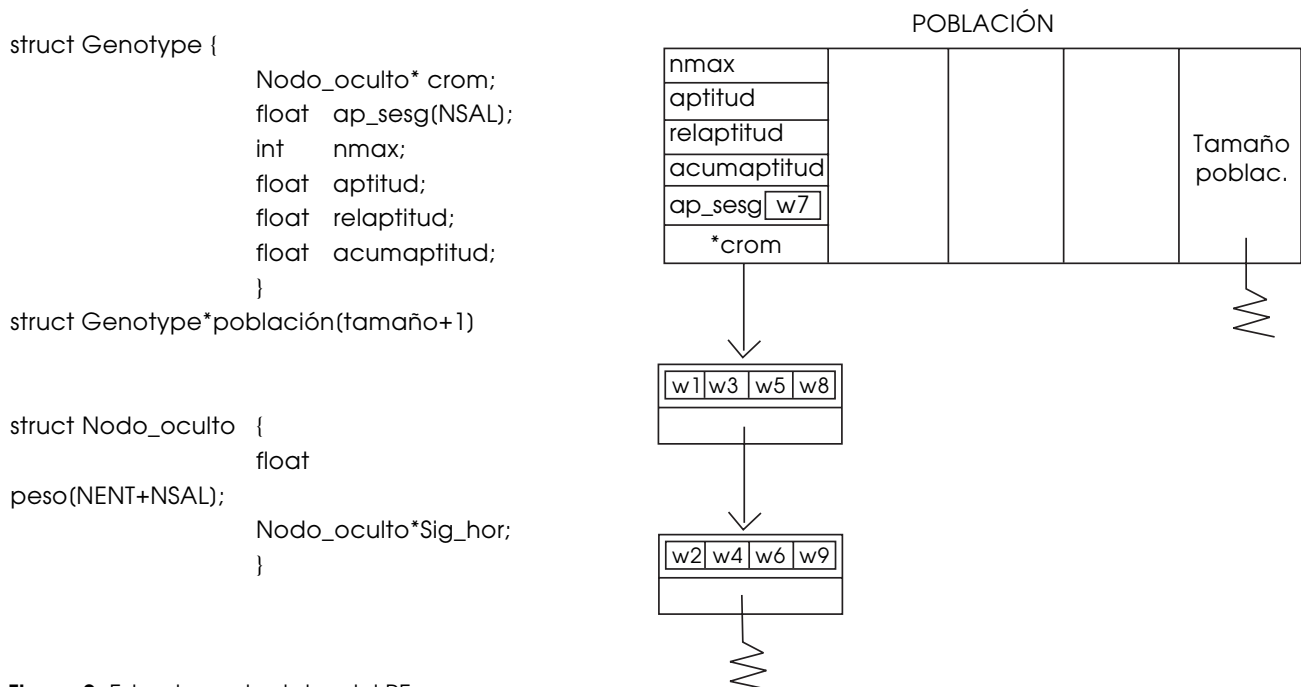 struct Genotype {
Nodo_oculto* crom;
float ap_sesg(NSAL);
int nmax;
float aptitud;
float relaptitud;
float acumaptitud;
}
struct Genotype*población(tamaño+1)
struct Nodo_oculto {
float
peso(NENT+NSAL);
Nodo_oculto*Sig_hor;
}
POBLACIÓN
nmax
aptitud
relaptitud
acumaptitud
ap_sesg w7
*crom
Tamaño
poblac.
w1 w3 w5 w8
w2 w4 w6 w9